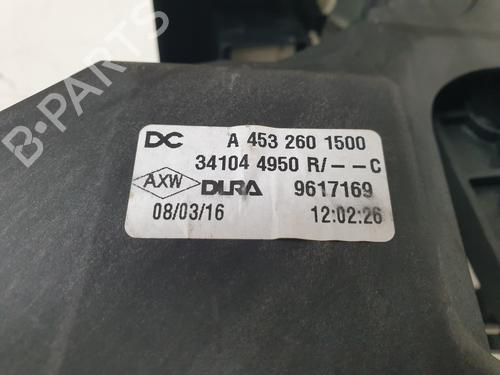 B-PARTS
DC A 453 260 1500
34104 4950 R/--C
AXW DURA 9617169
08/03/16 12:02:26